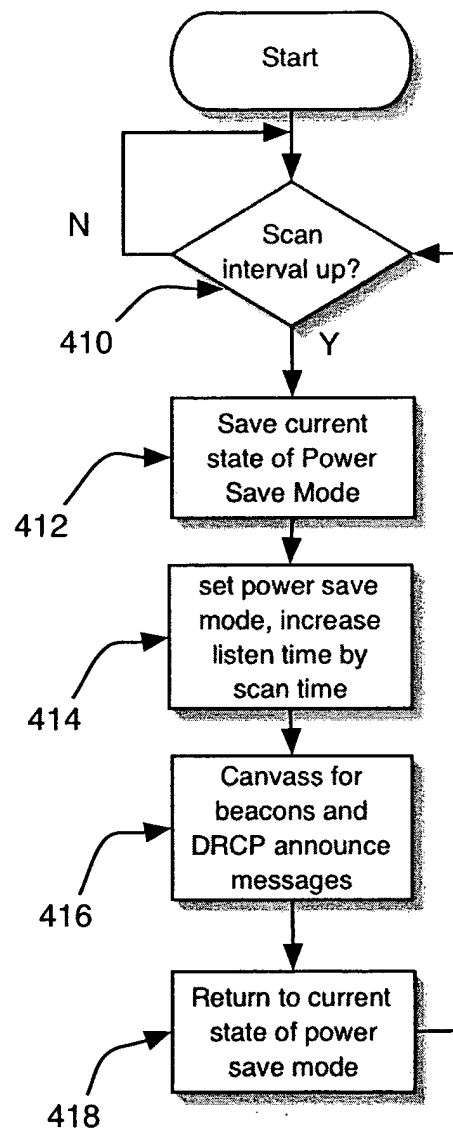 Start
N
Scan
interval up?
410
Y
Save current
state of Power
Save Mode
412
set power save
mode, increase
listen time by
scan time
414
Canvass for
beacons and
DRCP announce
messages
416
Return to current
state of power
save mode
418